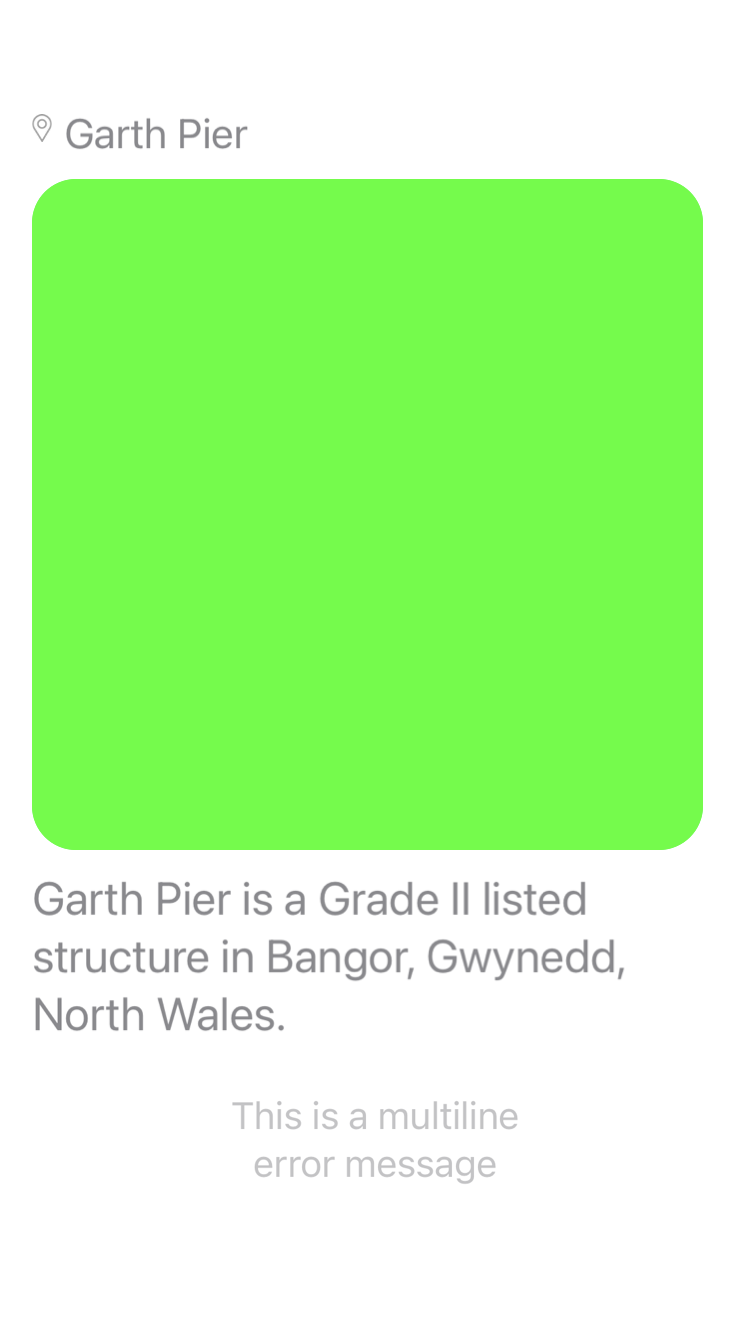 Garth Pier
Garth Pier is a Grade II listed
structure in Bangor, Gwynedd,
North Wales.
This is a multiline
error message